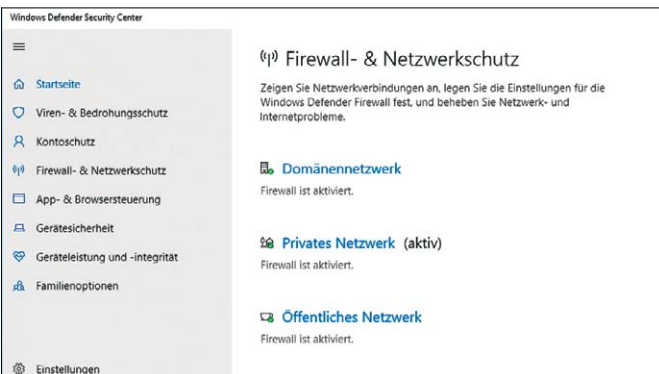 Windows Defender Security Center
Startseite
Viren- & Bedrohungsschutz
Kontoschutz
Firewall- & Netzwerkschutz
App- & Browsersteuerung
Gerätesicherheit
Geräteleistung und -integrität
Familienoptionen
Einstellungen
Firewall- & Netzwerkschutz
Zeigen Sie Netzwerkverbindungen an, legen Sie die Einstellungen für die
Windows Defender Firewall fest, und beheben Sie Netzwerk- und
Internetprobleme.
Domänennetzwerk
Firewall ist aktiviert.
Privates Netzwerk (aktiv)
Firewall ist aktiviert.
Öffentliches Netzwerk
Firewall ist aktiviert.